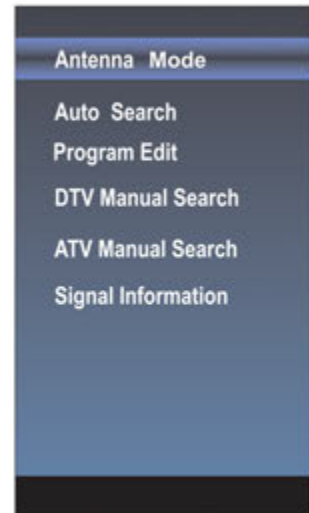 Antenna Mode
Auto Search
Program Edit
DTV Manual Search
ATV Manual Search
Signal Information